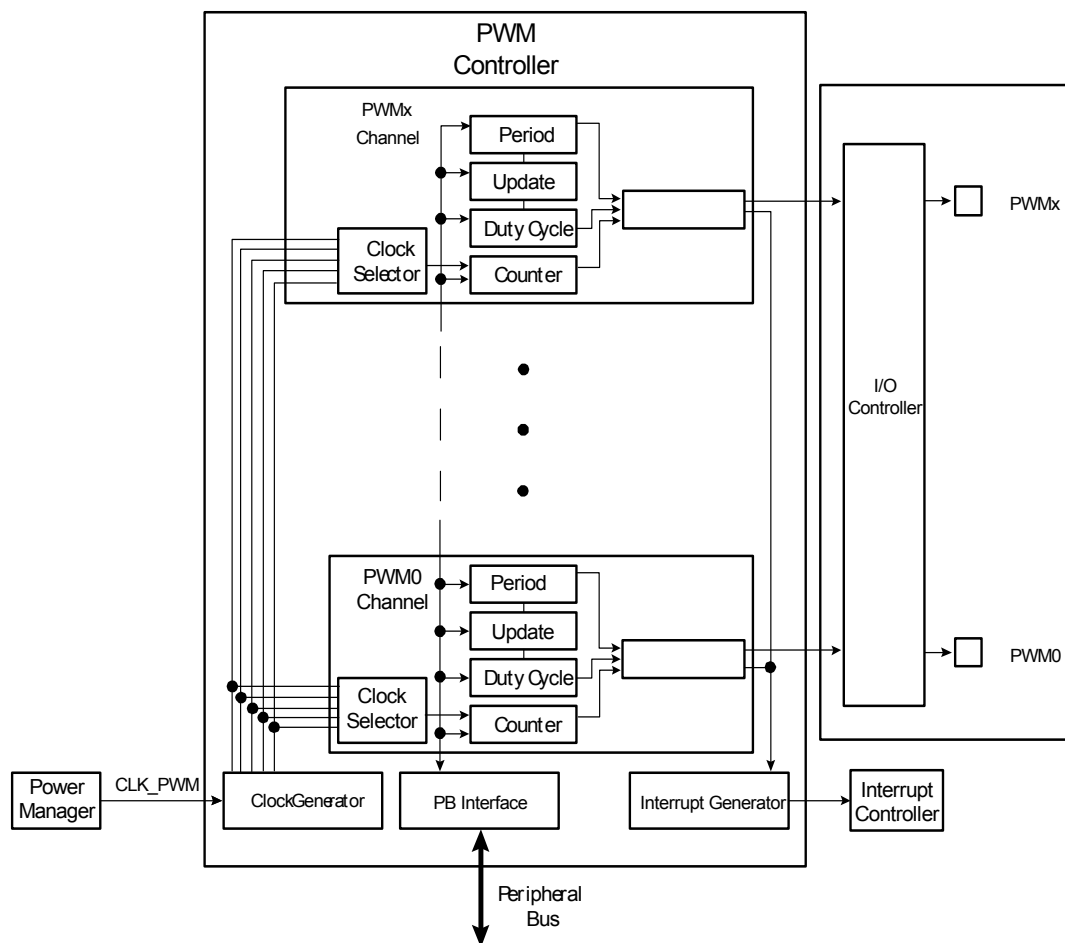 PWM
Controller
PWMx
Channel
Period
Update
Duty Cycle
Counter
Clock
Selector
I/O
Controller
PWMx
PWM0
Channel
Period
Update
Duty Cycle
Counter
Clock
Selector
PWM0
Power
Manager
CLK_PWM
ClockGenerator
PB Interface
Interrupt Generator
Interrupt
Controller
Peripheral
Bus